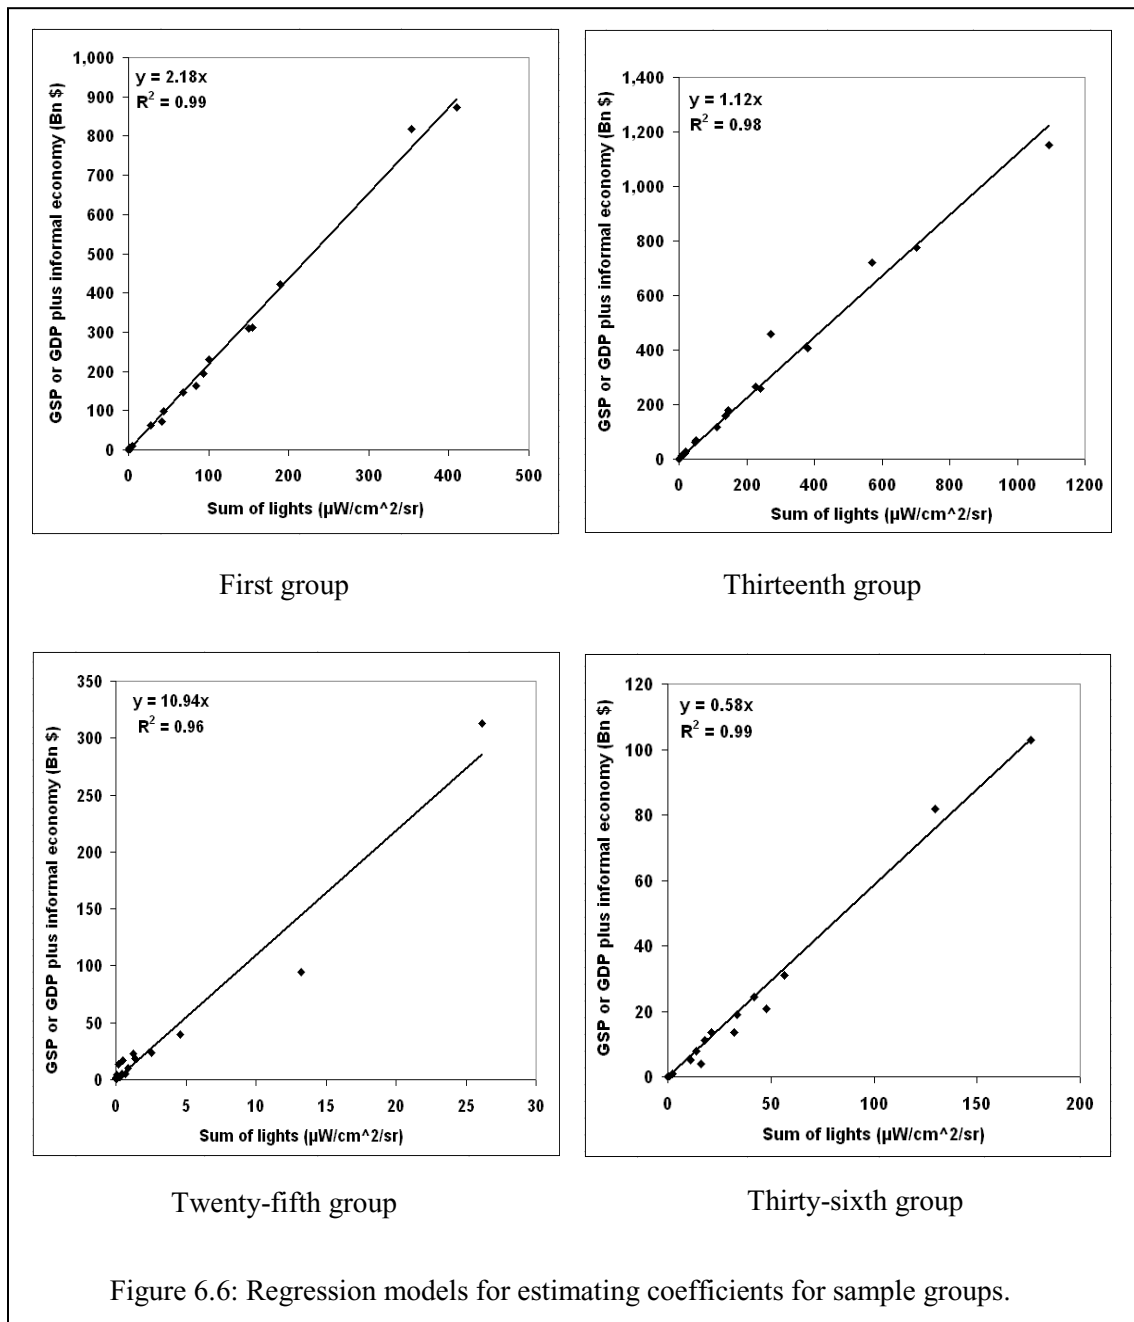 y = 2.18x
R² = 0.99
GSP or GDP plus informal economy (Bn $)
1,000
900
800
700
600
500
400
300
200
100
0
0 100 200 300 400 500
Sum of lights (µW/cm^2/sr)
First group
y = 1.12x
R² = 0.98
GSP or GDP plus informal economy (Bn $)
1,400
1,200
1,000
800
600
400
200
0
0 200 400 600 800 1000 1200
Sum of lights (µW/cm^2/sr)
Thirteenth group
y = 10.94x
R² = 0.96
GSP or GDP plus informal economy (Bn $)
350
300
250
200
150
100
50
0
0 5 10 15 20 25 30
Sum of lights (µW/cm^2/sr)
Twenty-fifth group
y = 0.58x
R² = 0.99
GSP or GDP plus informal economy (Bn $)
120
100
80
60
40
20
0
0 50 100 150 200
Sum of lights (µW/cm^2/sr)
Thirty-sixth group
Figure 6.6: Regression models for estimating coefficients for sample groups.